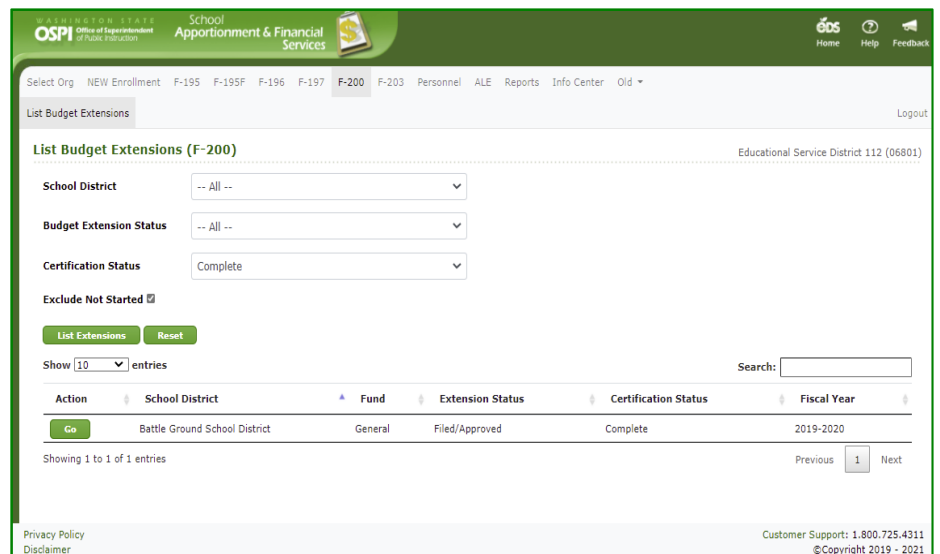 WASHINGTON STATE
OSPI Office of Superintendent of Public Instruction
School
Apportionment & Financial
Services
eds
Home Help Feedback
Select Org NEW Enrollment F-195 F-195F F-196 F-197 F-200 F-203 Personnel ALE Reports Info Center Old
List Budget Extensions Logout
List Budget Extensions (F-200) Educational Service District 112 (06801)
School District -- All --
Budget Extension Status -- All --
Certification Status Complete
Exclude Not Started
List Extensions Reset
Show 10 entries Search:
Action School District Fund Extension Status Certification Status Fiscal Year
Go Battle Ground School District General Filed/Approved Complete 2019-2020
Showing 1 to 1 of 1 entries Previous 1 Next
Privacy Policy Customer Support: 1.800.725.4311
Disclaimer ©Copyright 2019 - 2021